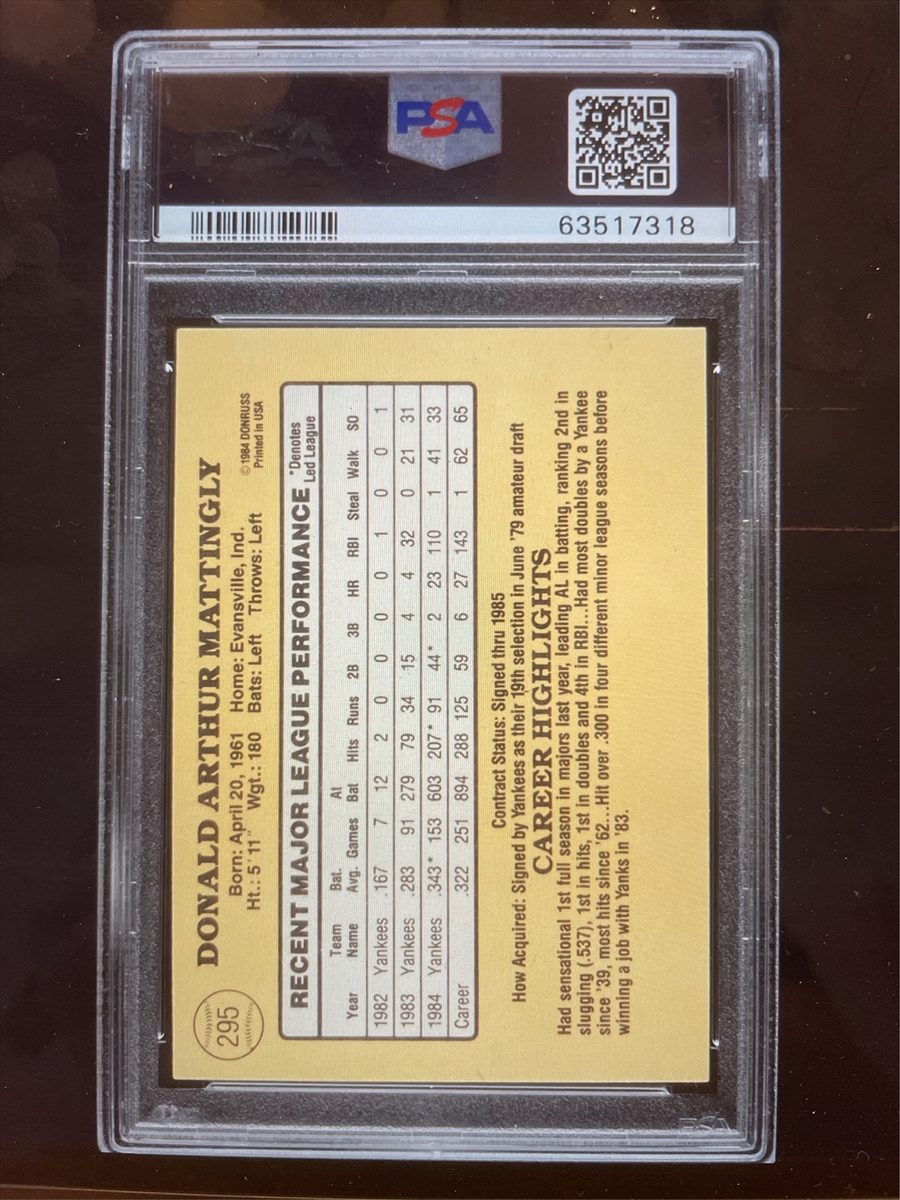 PSA
63517318
295
DONALD ARTHUR MATTINGLY
Born: April 20, 1961 Home: Evansville, Ind.
Ht.: 5' 11" Wgt.: 180 Bats: Left Throws: Left
© 1984 DONRUSS
Printed in USA
RECENT MAJOR LEAGUE PERFORMANCE
*Denotes
Led League
Year Team Name Bat. Avg. Games At Bat Hits Runs 2B 3B HR RBI Steal Walk SO
1982 Yankees .167 7 12 2 0 0 0 0 1 0 0 1
1983 Yankees .283 91 279 79 34 15 4 4 32 0 21 31
1984 Yankees .343* 153 603 207* 91 44* 2 23 110 1 41 33
Career .322 251 894 288 125 59 6 27 143 1 62 65
Contract Status: Signed thru 1985
How Acquired: Signed by Yankees as their 19th selection in June '79 amateur draft
CAREER HIGHLIGHTS
Had sensational 1st full season in majors last year, leading AL in batting, ranking 2nd in
slugging (.537), 1st in hits, 1st in doubles and 4th in RBI...Had most doubles by a Yankee
since '39, most hits since '62....Hit over .300 in four different minor league seasons before
winning a job with Yanks in '83.
PSA